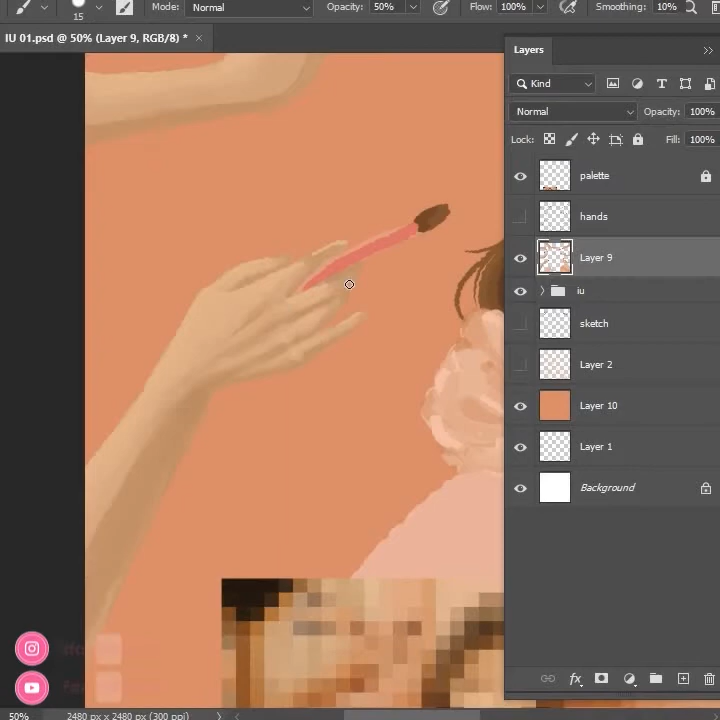 15
Mode: Normal
Opacity: 50%
Flow: 100%
Smoothing: 10%
IU 01.psd @ 50% (Layer 9, RGB/8) * ×
Layers
Kind
Normal
Opacity: 100%
Lock:
Fill: 100%
palette
hands
Layer 9
iu
sketch
Layer 2
Layer 10
Layer 1
Background
fx
50%
2480 px x 2480 px (300 ppi)